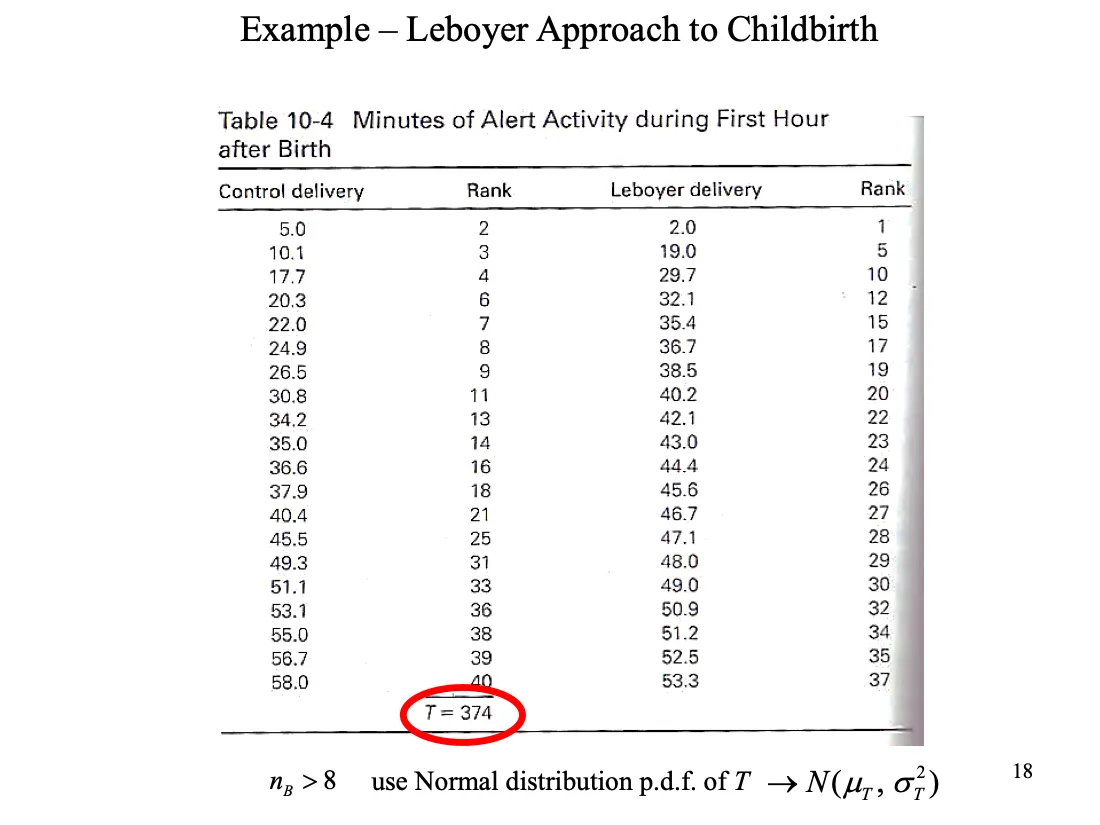 Example – Leboyer Approach to Childbirth
Table 10-4 Minutes of Alert Activity during First Hour
after Birth
Control delivery Rank Leboyer delivery Rank
5.0 2 2.0 1
10.1 3 19.0 5
17.7 4 29.7 10
20.3 6 32.1 12
22.0 7 35.4 15
24.9 8 36.7 17
26.5 9 38.5 19
30.8 11 40.2 20
34.2 13 42.1 22
35.0 14 43.0 23
36.6 16 44.4 24
37.9 18 45.6 26
40.4 21 46.7 27
45.5 25 47.1 28
49.3 31 48.0 29
51.1 33 49.0 30
53.1 36 50.9 32
55.0 38 51.2 34
56.7 39 52.5 35
58.0 40 53.3 37
T = 374
n_B > 8 use Normal distribution p.d.f. of T → N(μ_T, σ_T^2)
18